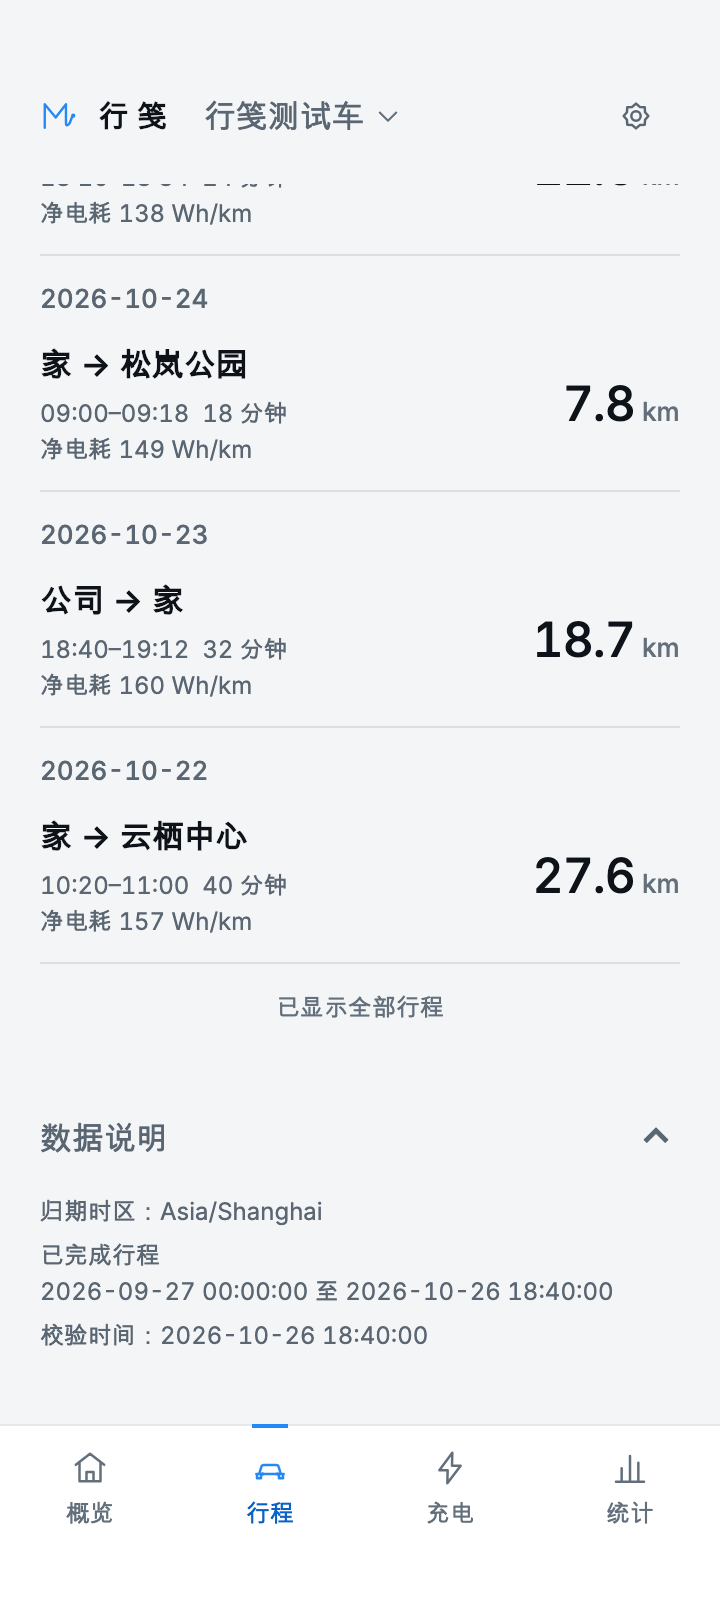 行笺 行笺测试车
净电耗 138 Wh/km
2026-10-24
家 → 松岚公园
09:00–09:18 18 分钟
7.8 km
净电耗 149 Wh/km
2026-10-23
公司 → 家
18:40–19:12 32 分钟
18.7 km
净电耗 160 Wh/km
2026-10-22
家 → 云栖中心
10:20–11:00 40 分钟
27.6 km
净电耗 157 Wh/km
已显示全部行程
数据说明
归期时区：Asia/Shanghai
已完成行程
2026-09-27 00:00:00 至 2026-10-26 18:40:00
校验时间：2026-10-26 18:40:00
概览 行程 充电 统计